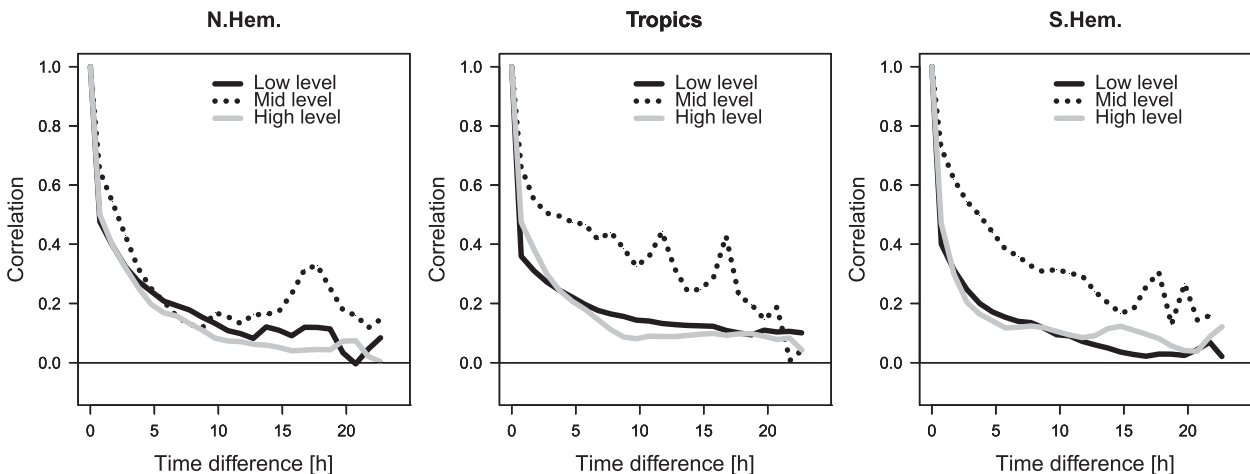 N.Hem.
Low level
Mid level
High level
Correlation
1.0
0.8
0.6
0.4
0.2
0.0
0 5 10 15 20
Time difference [h]
Tropics
Low level
Mid level
High level
Correlation
1.0
0.8
0.6
0.4
0.2
0.0
0 5 10 15 20
Time difference [h]
S.Hem.
Low level
Mid level
High level
Correlation
1.0
0.8
0.6
0.4
0.2
0.0
0 5 10 15 20
Time difference [h]